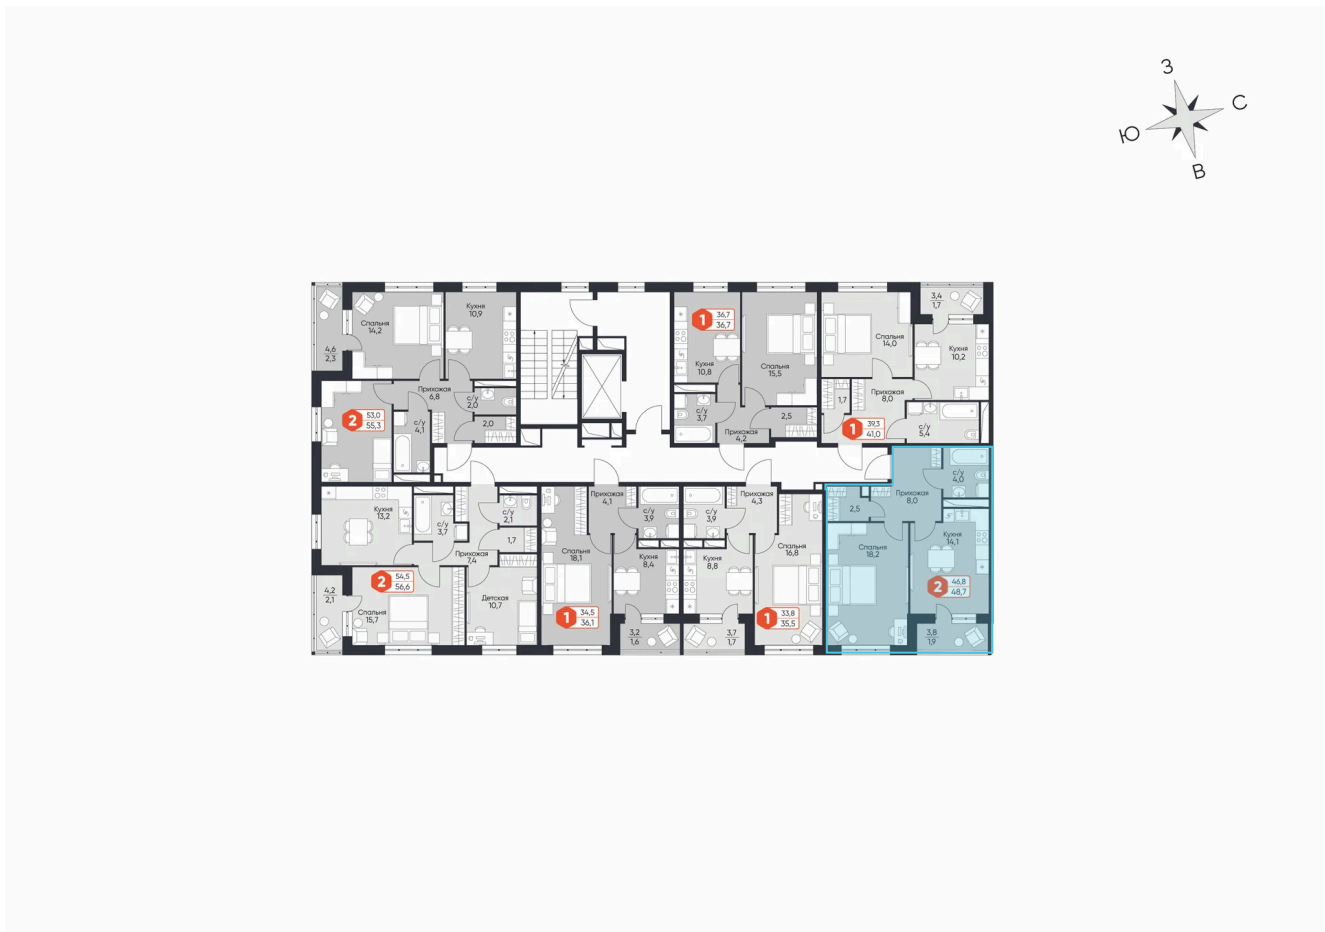 З
С
Ю
В
Спальня
14,2
Кухня
10,9
4,6
2,3
Прихожая
6,8
с/у
2,0
2,0
с/у
4,1
2
53,0
55,3
1
36,7
36,7
Кухня
10,8
Спальня
15,5
с/у
3,7
Прихожая
4,2
2,5
Спальня
14,0
3,4
1,7
Кухня
10,2
Прихожая
8,0
1,7
1
39,3
41,0
с/у
5,4
Кухня
13,2
с/у
3,7
с/у
2,1
1,7
Прихожая
7,4
2
54,5
56,6
4,2
2,1
Спальня
15,7
Детская
10,7
Прихожая
4,1
с/у
3,9
Спальня
18,1
Кухня
8,4
1
34,5
36,1
3,2
1,6
с/у
3,9
Прихожая
4,3
Кухня
8,8
Спальня
16,8
1
33,8
35,5
3,7
1,7
с/у
4,0
Прихожая
8,0
2,5
Спальня
18,2
Кухня
14,1
2
46,8
48,7
3,8
1,9